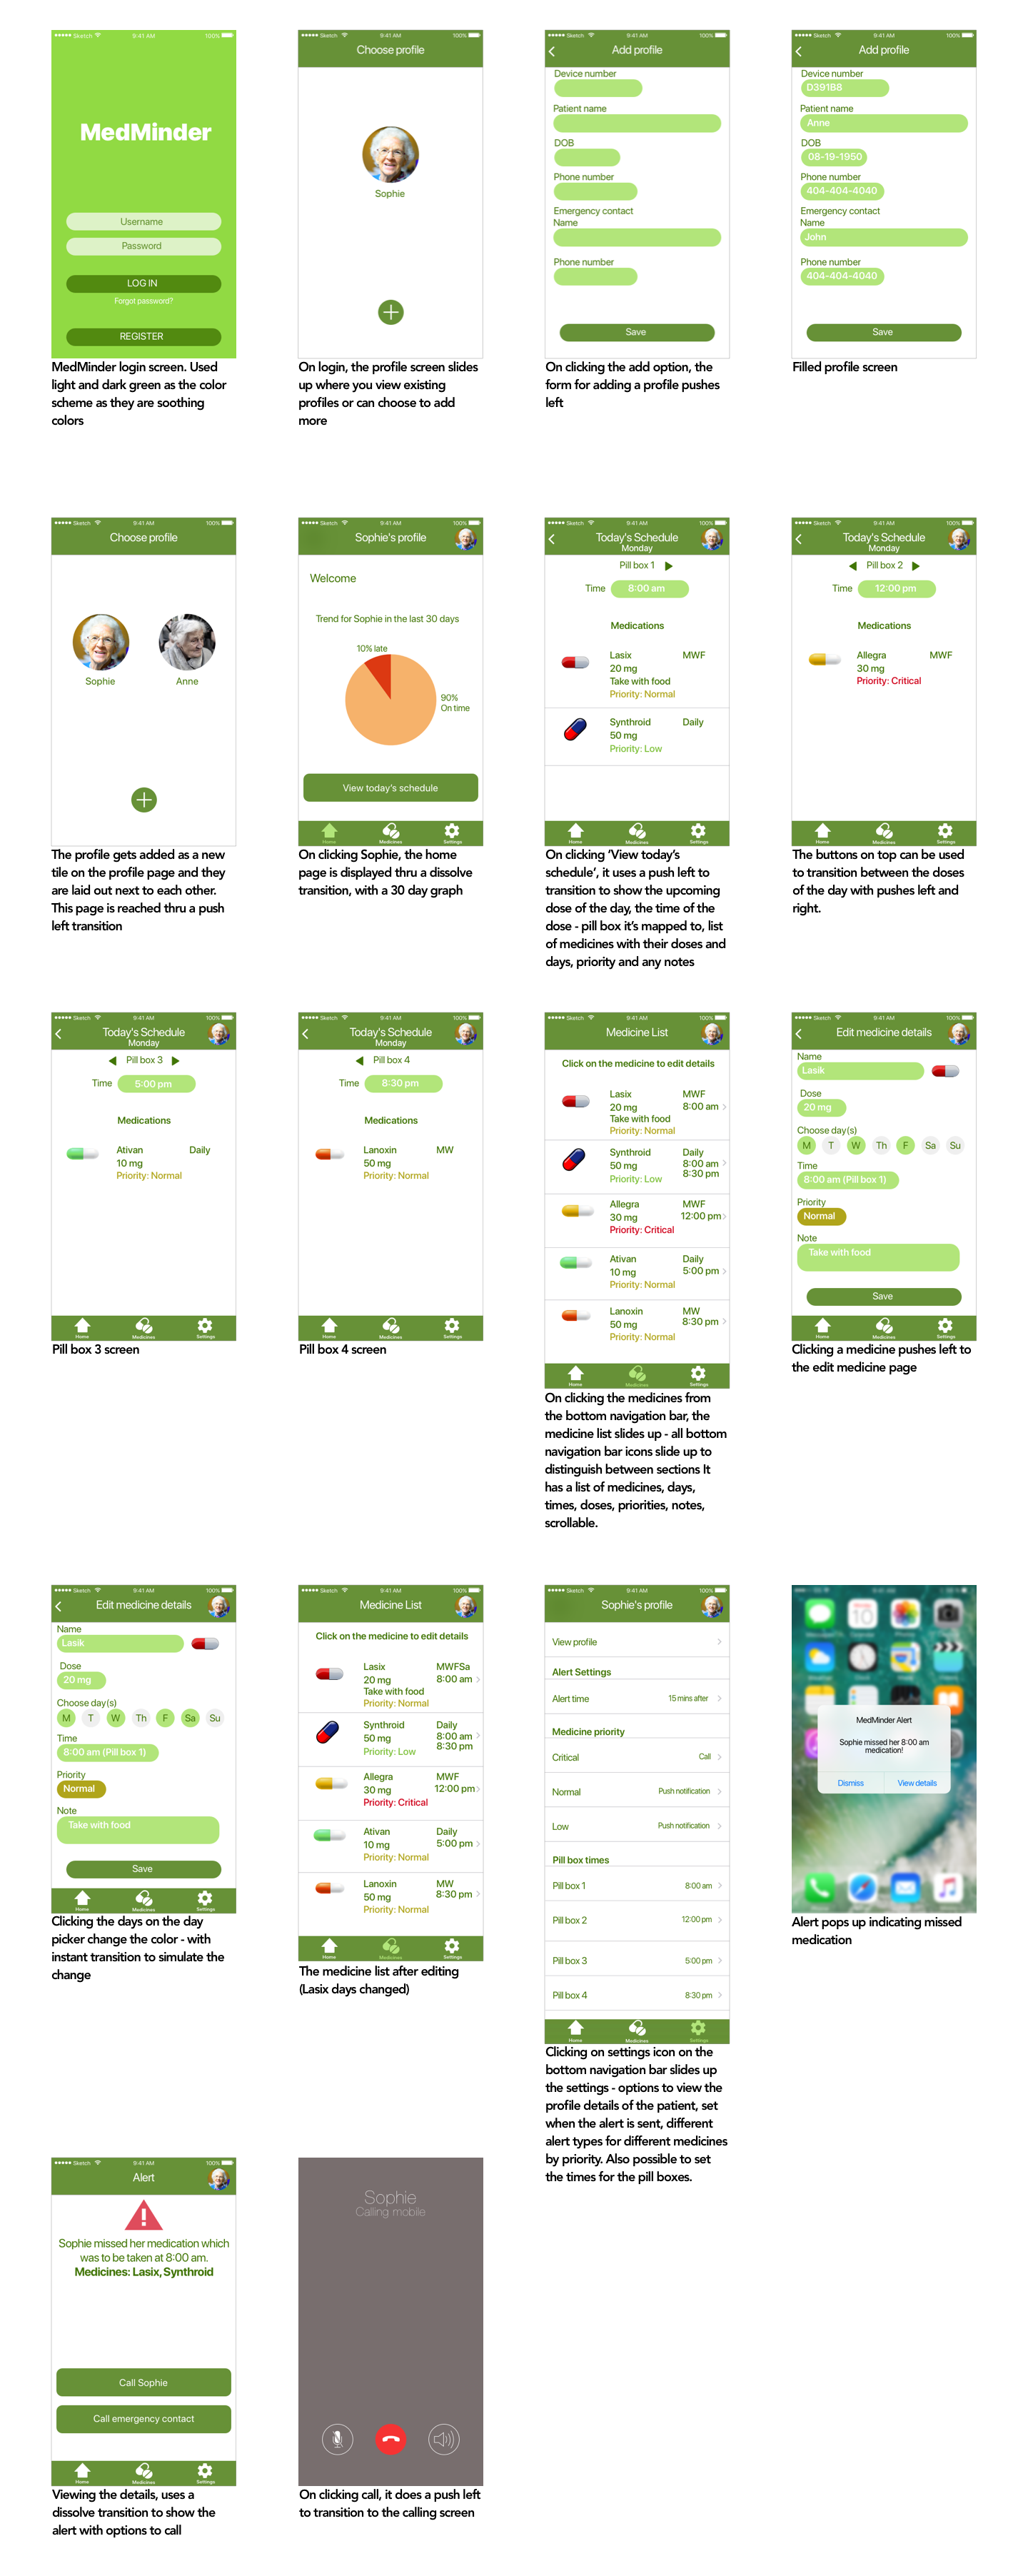 Sketch 9:41 AM 100%
MedMinder
Username
Password
LOG IN
Forgot password?
REGISTER
MedMinder login screen. Used
light and dark green as the color
scheme as they are soothing
colors
Sketch 9:41 AM 100%
Choose profile
Sophie
On login, the profile screen slides
up where you view existing
profiles or can choose to add
more
Sketch 9:41 AM 100%
Add profile
Device number
Patient name
DOB
Phone number
Emergency contact
Name
Phone number
Save
On clicking the add option, the
form for adding a profile pushes
left
Sketch 9:41 AM 100%
Add profile
Device number
D39188
Patient name
Anne
DOB
08-19-1950
Phone number
404-404-4040
Emergency contact
Name
John
Phone number
404-404-4040
Save
Filled profile screen
Sketch 9:41 AM 100%
Choose profile
Sophie Anne
The profile gets added as a new
tile on the profile page and they
are laid out next to each other.
This page is reached thru a push
left transition
Sketch 9:41 AM 100%
Sophie's profile
Welcome
Trend for Sophie in the last 30 days
10% late
90%
On time
View today's schedule
Home Medicines Settings
On clicking Sophie, the home
page is displayed thru a dissolve
transition, with a 30 day graph
Sketch 9:41 AM 100%
Today's Schedule
Monday
Pill box 1
Time 8:00 am
Medications
Lasix MWF
20 mg
Take with food
Priority: Normal
Synthroid Daily
50 mg
Priority: Low
Home Medicines Settings
On clicking ‘View today’s
schedule’, it uses a push left to
transition to show the upcoming
dose of the day, the time of the
dose - pill box it’s mapped to, list
of medicines with their doses and
days, priority and any notes
Sketch 9:41 AM 100%
Today's Schedule
Monday
Pill box 2
Time 12:00 pm
Medications
Allegra MWF
30 mg
Priority: Critical
Home Medicines Settings
The buttons on top can be used
to transition between the doses
of the day with pushes left and
right.
Sketch 9:41 AM 100%
Today's Schedule
Monday
Pill box 3
Time 5:00 pm
Medications
Ativan Daily
10 mg
Priority: Normal
Home Medicines Settings
Pill box 3 screen
Sketch 9:41 AM 100%
Today's Schedule
Monday
Pill box 4
Time 8:30 pm
Medications
Lanoxin MW
50 mg
Priority: Normal
Home Medicines Settings
Pill box 4 screen
Sketch 9:41 AM 100%
Medicine List
Click on the medicine to edit details
Lasix MWF
20 mg 8:00 am
Take with food
Priority: Normal
Synthroid Daily
50 mg 8:00 am
Priority: Low 8:30 pm
Allegra MWF
30 mg 12:00 pm
Priority: Critical
Ativan Daily
10 mg 5:00 pm
Priority: Normal
Lanoxin MW
50 mg 8:30 pm
Priority: Normal
Home Medicines Settings
On clicking the medicines from
the bottom navigation bar, the
medicine list slides up - all bottom
navigation bar icons slide up to
distinguish between sections It
has a list of medicines, days,
times, doses, priorities, notes,
scrollable.
Sketch 9:41 AM 100%
Edit medicine details
Name
Lasik
Dose
20 mg
Choose day(s)
M T W Th F Sa Su
Time
8:00 am (Pill box 1)
Priority
Normal
Note
Take with food
Save
Home Medicines Settings
Clicking a medicine pushes left to
the edit medicine page
Sketch 9:41 AM 100%
Edit medicine details
Name
Lasik
Dose
20 mg
Choose day(s)
M T W Th F Sa Su
Time
8:00 am (Pill box 1)
Priority
Normal
Note
Take with food
Save
Home Medicines Settings
Clicking the days on the day
picker change the color - with
instant transition to simulate the
change
Sketch 9:41 AM 100%
Medicine List
Click on the medicine to edit details
Lasix MWFSa
20 mg 8:00 am
Take with food
Priority: Normal
Synthroid Daily
50 mg 8:00 am
Priority: Low 8:30 pm
Allegra MWF
30 mg 12:00 pm
Priority: Critical
Ativan Daily
10 mg 5:00 pm
Priority: Normal
Lanoxin MW
50 mg 8:30 pm
Priority: Normal
Home Medicines Settings
The medicine list after editing
(Lasix days changed)
Sketch 9:41 AM 100%
Sophie's profile
View profile
Alert Settings
Alert time 15 mins after
Medicine priority
Critical Call
Normal Push notification
Low Push notification
Pill box times
Pill box 1 8:00 am
Pill box 2 12:00 pm
Pill box 3 5:00 pm
Pill box 4 8:30 pm
Home Medicines Settings
Clicking on settings icon on the
bottom navigation bar slides up
the settings - options to view the
profile details of the patient, set
when the alert is sent, different
alert types for different medicines
by priority. Also possible to set
the times for the pill boxes.
10
MedMinder Alert
Sophie missed her 8:00 am
medication!
Dismiss View details
Alert pops up indicating missed
medication
Sketch 9:41 AM 100%
Alert
Sophie missed her medication which
was to be taken at 8:00 am.
Medicines: Lasix, Synthroid
Call Sophie
Call emergency contact
Home Medicines Settings
Viewing the details, uses a
dissolve transition to show the
alert with options to call
Sophie
Calling mobile
On clicking call, it does a push left
to transition to the calling screen